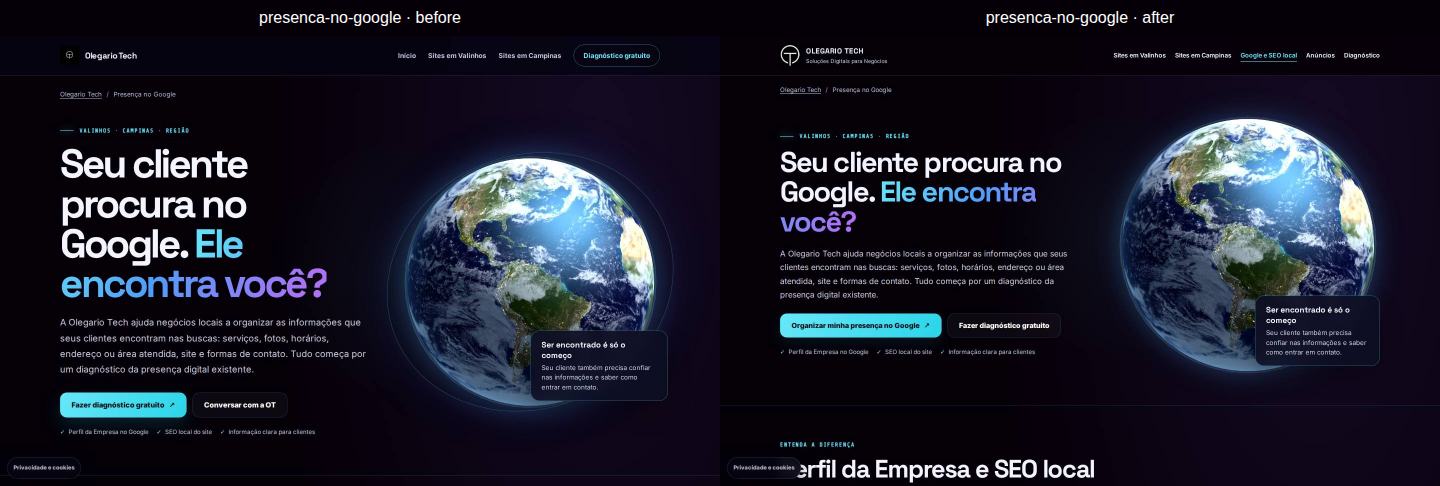 presenca-no-google · before
Olegario Tech
Início Sites em Valinhos Sites em Campinas Diagnóstico gratuito
Olegario Tech / Presença no Google
VALINHOS · CAMPINAS · REGIÃO
Seu cliente
procura no
Google. Ele
encontra você?
A Olegario Tech ajuda negócios locais a organizar as informações que
seus clientes encontram nas buscas: serviços, fotos, horários,
endereço ou área atendida, site e formas de contato. Tudo começa por
um diagnóstico da presença digital existente.
Fazer diagnóstico gratuito ↗ Conversar com a OT
✓ Perfil da Empresa no Google ✓ SEO local do site ✓ Informação clara para clientes
Ser encontrado é só o
começo
Seu cliente também precisa confiar
nas informações e saber como
entrar em contato.
Privacidade e cookies
presenca-no-google · after
OLEGARIO TECH
Soluções Digitais para Negócios
Sites em Valinhos Sites em Campinas Google e SEO local Anúncios Diagnóstico
Olegario Tech / Presença no Google
VALINHOS · CAMPINAS · REGIÃO
Seu cliente procura no
Google. Ele encontra
você?
A Olegario Tech ajuda negócios locais a organizar as informações que seus
clientes encontram nas buscas: serviços, fotos, horários, endereço ou área
atendida, site e formas de contato. Tudo começa por um diagnóstico da
presença digital existente.
Organizar minha presença no Google ↗ Fazer diagnóstico gratuito
✓ Perfil da Empresa no Google ✓ SEO local do site ✓ Informação clara para clientes
Ser encontrado é só o
começo
Seu cliente também precisa
confiar nas informações e saber
como entrar em contato.
ENTENDA A DIFERENÇA
erfil da Empresa e SEO local
Privacidade e cookies